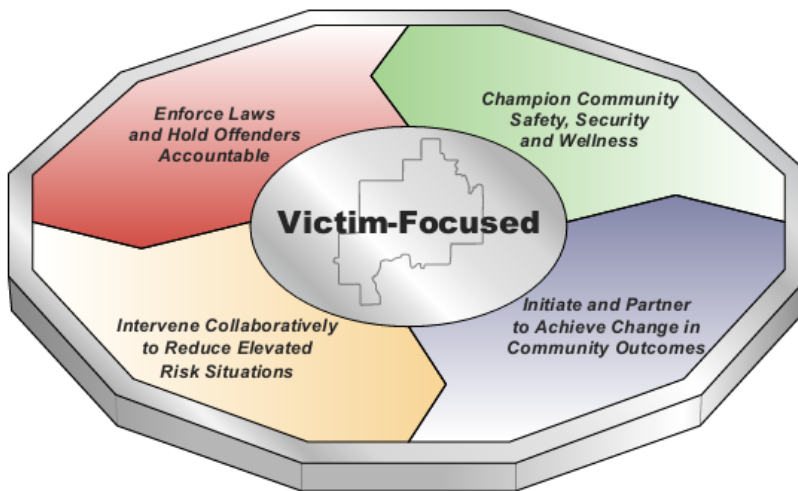 Enforce Laws
and Hold Offenders
Accountable
Champion Community
Safety, Security
and Wellness
Victim-Focused
Intervene Collaboratively
to Reduce Elevated
Risk Situations
Initiate and Partner
to Achieve Change in
Community Outcomes